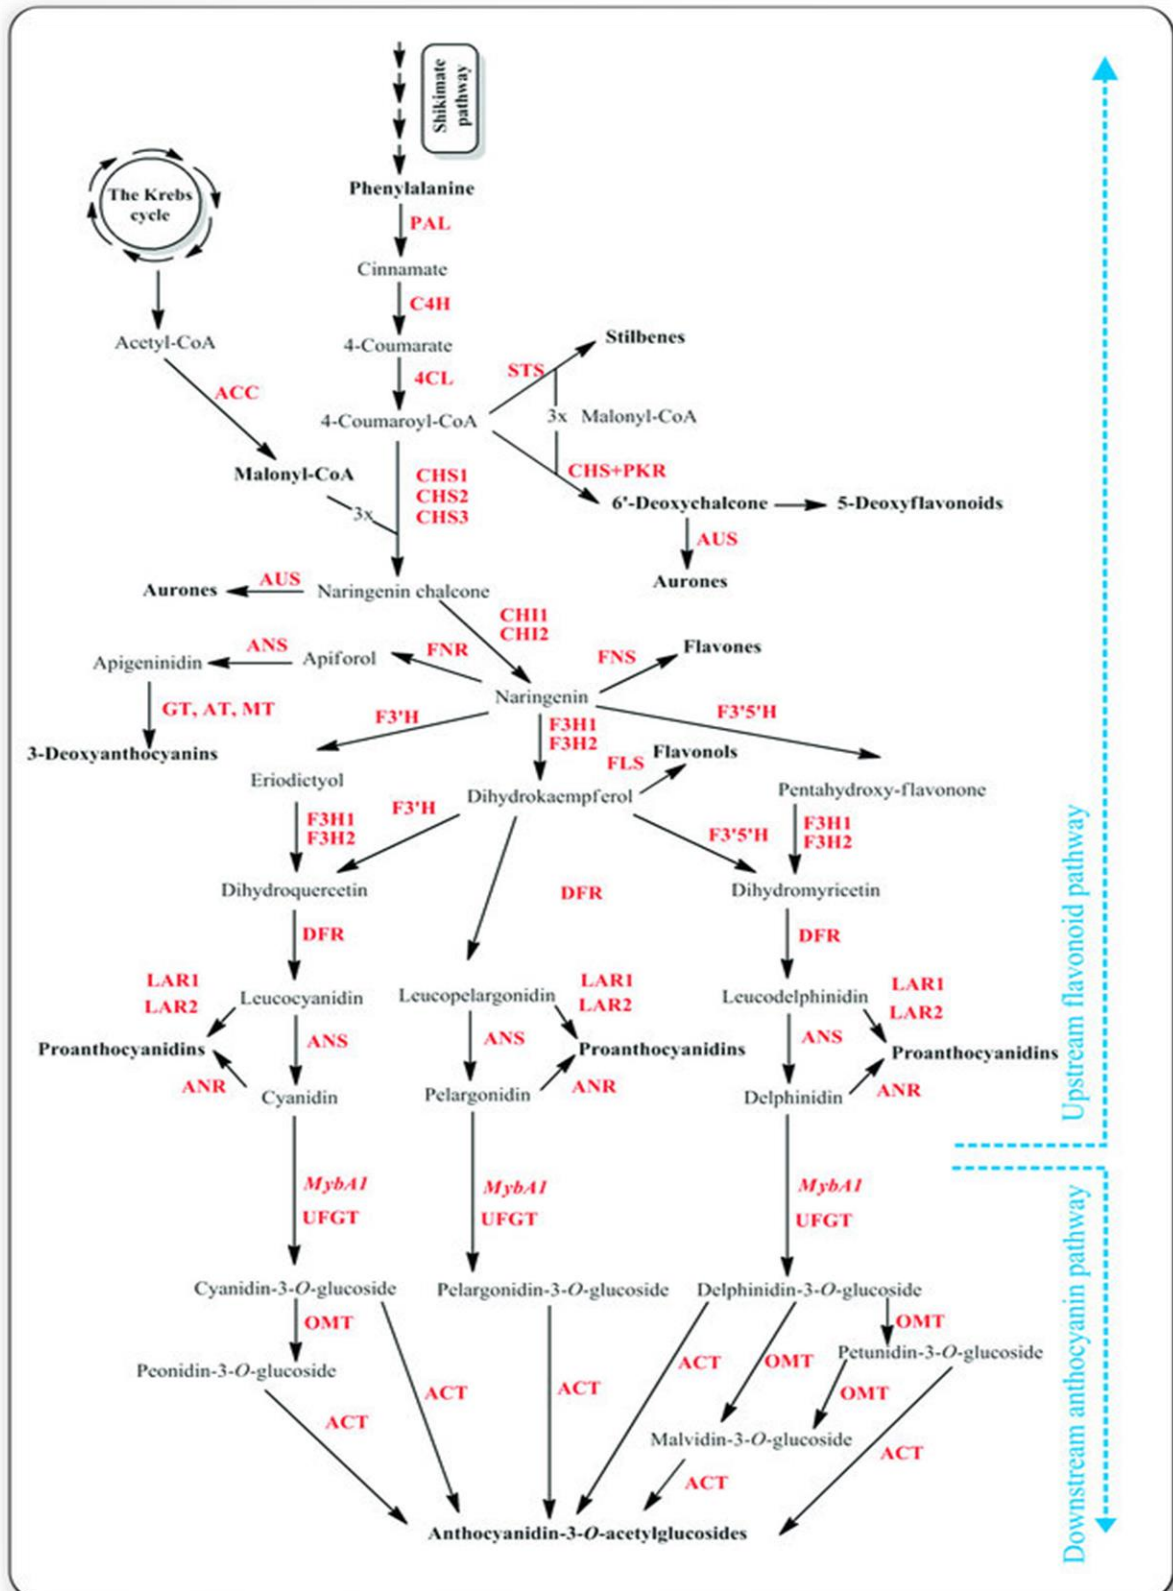 Shikimate
pathway
The Krebs
cycle
Phenylalanine
PAL
Cinnamate
C4H
Acetyl-CoA
4-Coumarate
Stilbenes
4CL
STS
ACC
4-Coumaroyl-CoA
3x Malonyl-CoA
Malonyl-CoA
CHS1
CHS2
CHS3
3x
CHS+PKR
6'-Deoxychalcone
5-Deoxyflavonoids
AUS
Aurones
Aurones
AUS
Naringenin chalcone
CHI1
CHI2
Apigeninidin
ANS
Apiforol
FNR
FNS
Flavones
Naringenin
GT, AT, MT
3-Deoxyanthocyanins
F3'H
F3H1
F3H2
F3'5'H
FLS
Flavonols
Eriodictyol
Dihydrokaempferol
Pentahydroxy-flavonone
F3H1
F3H2
F3'H
F3'5'H
F3H1
F3H2
Dihydroquercetin
Dihydromyricetin
DFR
DFR
DFR
LAR1
LAR2
Leucocyanidin
Leucopelargonidin
LAR1
LAR2
Leucodelphinidin
LAR1
LAR2
Proanthocyanidins
ANS
ANS
Proanthocyanidins
ANS
Proanthocyanidins
ANR
Cyanidin
Pelargonidin
ANR
Delphinidin
ANR
MybA1
UFGT
MybA1
UFGT
MybA1
UFGT
Cyanidin-3-O-glucoside
Pelargonidin-3-O-glucoside
Delphinidin-3-O-glucoside
OMT
OMT
Peonidin-3-O-glucoside
Petunidin-3-O-glucoside
ACT
ACT
ACT
ACT
OMT
OMT
Malvidin-3-O-glucoside
ACT
ACT
Anthocyanidin-3-O-acetylglucosides
Upstream flavonoid pathway
Downstream anthocyanin pathway